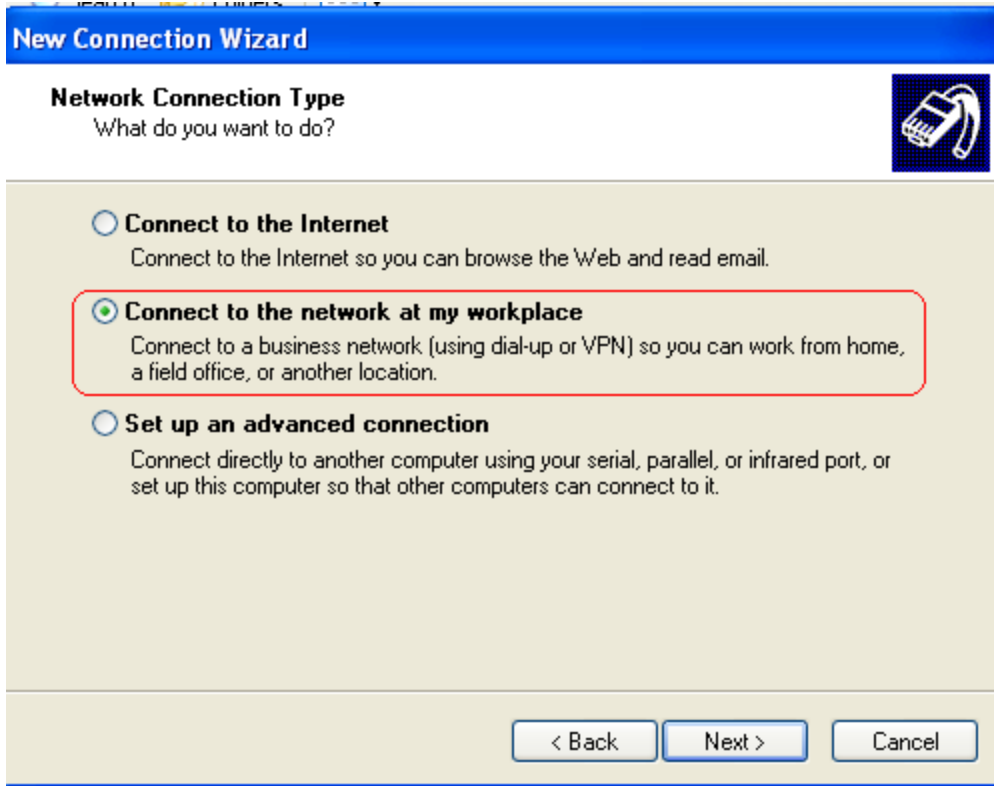 New Connection Wizard
Network Connection Type
What do you want to do?
Connect to the Internet
Connect to the Internet so you can browse the Web and read email.
Connect to the network at my workplace
Connect to a business network (using dial-up or VPN) so you can work from home,
a field office, or another location.
Set up an advanced connection
Connect directly to another computer using your serial, parallel, or infrared port, or
set up this computer so that other computers can connect to it.
< Back Next > Cancel